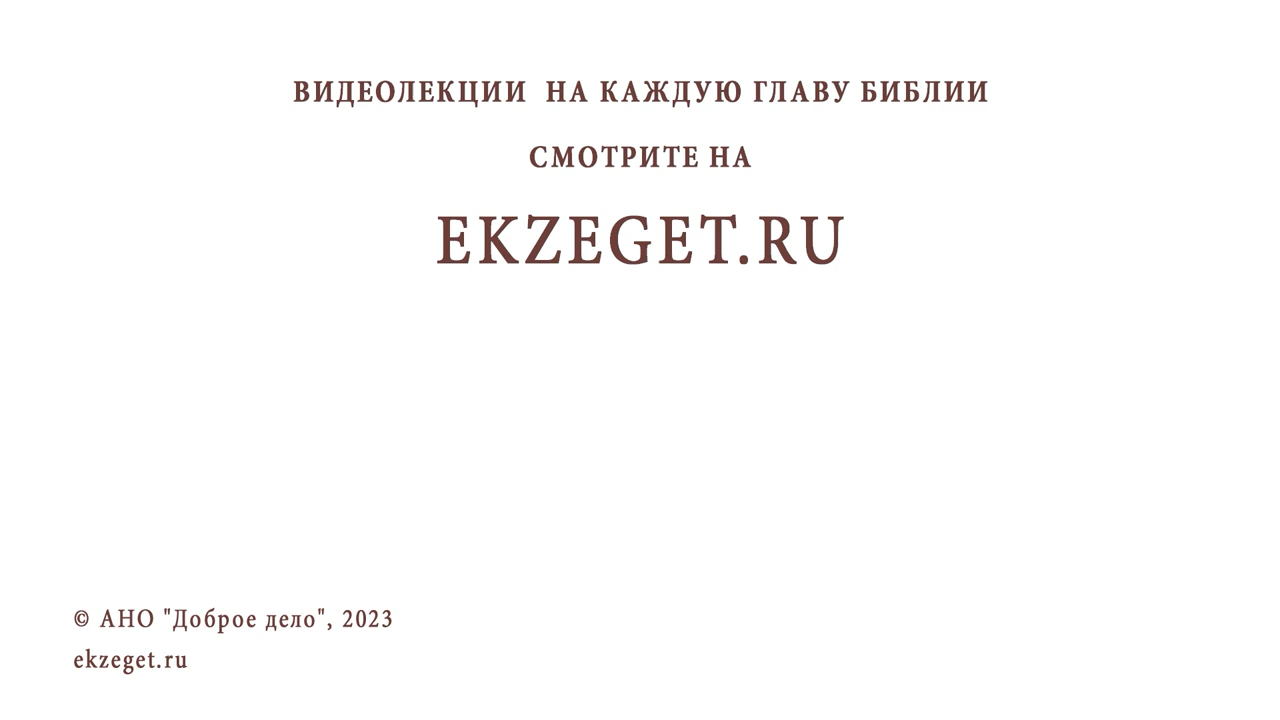 ВИДЕОЛЕКЦИИ НА КАЖДУЮ ГЛАВУ БИБЛИИ
СМОТРИТЕ НА
EKZEGET.RU
© АНО "Доброе дело", 2023
ekzeget.ru